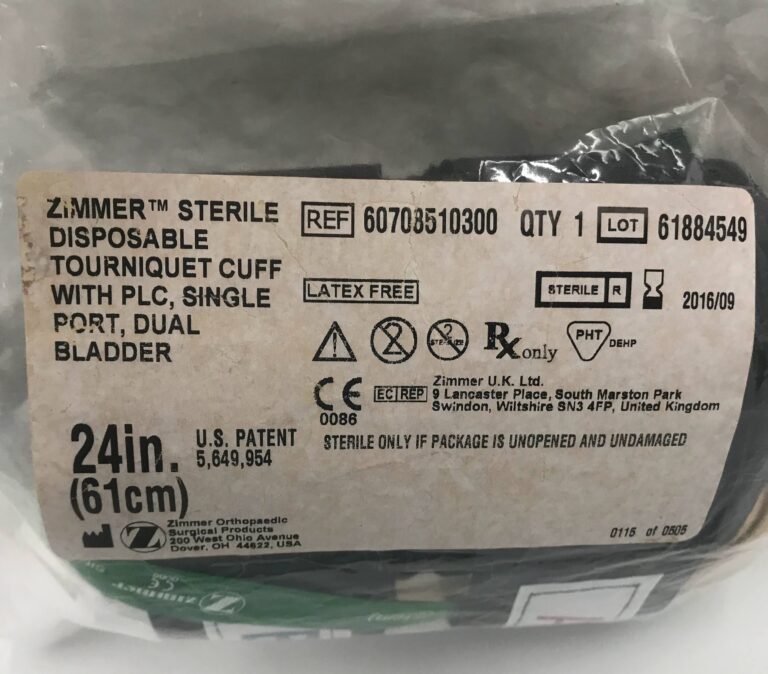 ZIMMER™ STERILE
DISPOSABLE
TOURNIQUET CUFF
WITH PLC, SINGLE
PORT, DUAL
BLADDER
REF 60708510300 QTY 1 LOT 61884549
LATEX FREE
STERILE R 2016/09
2
Rx only
PHT DEHP
CE
0086
EC REP
Zimmer U.K. Ltd.
9 Lancaster Place, South Marston Park
Swindon, Wiltshire SN3 4FP, United Kingdom
24in.
(61cm)
U.S. PATENT
5,649,954
STERILE ONLY IF PACKAGE IS UNOPENED AND UNDAMAGED
Z
Zimmer Orthopaedic
Surgical Products
200 West Ohio Avenue
Dover, OH 44622, USA
0115 of 0505
zimmer